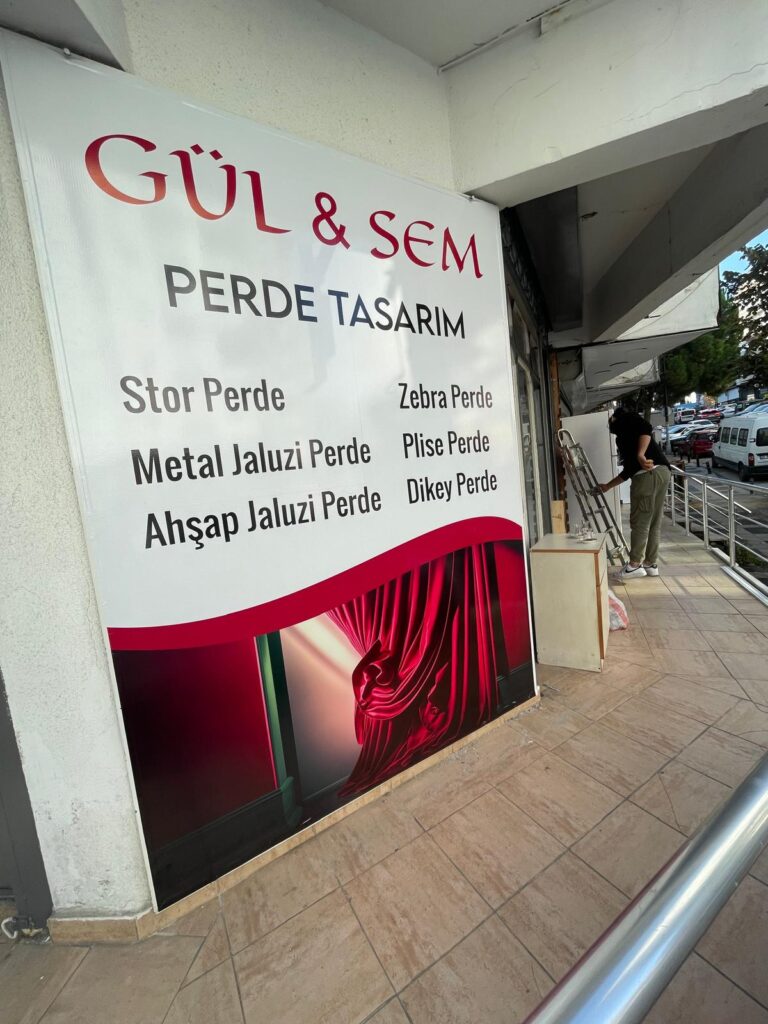 GÜL & SEM
PERDE TASARIM
Stor Perde
Metal Jaluzi Perde
Ahşap Jaluzi Perde
Zebra Perde
Plise Perde
Dikey Perde